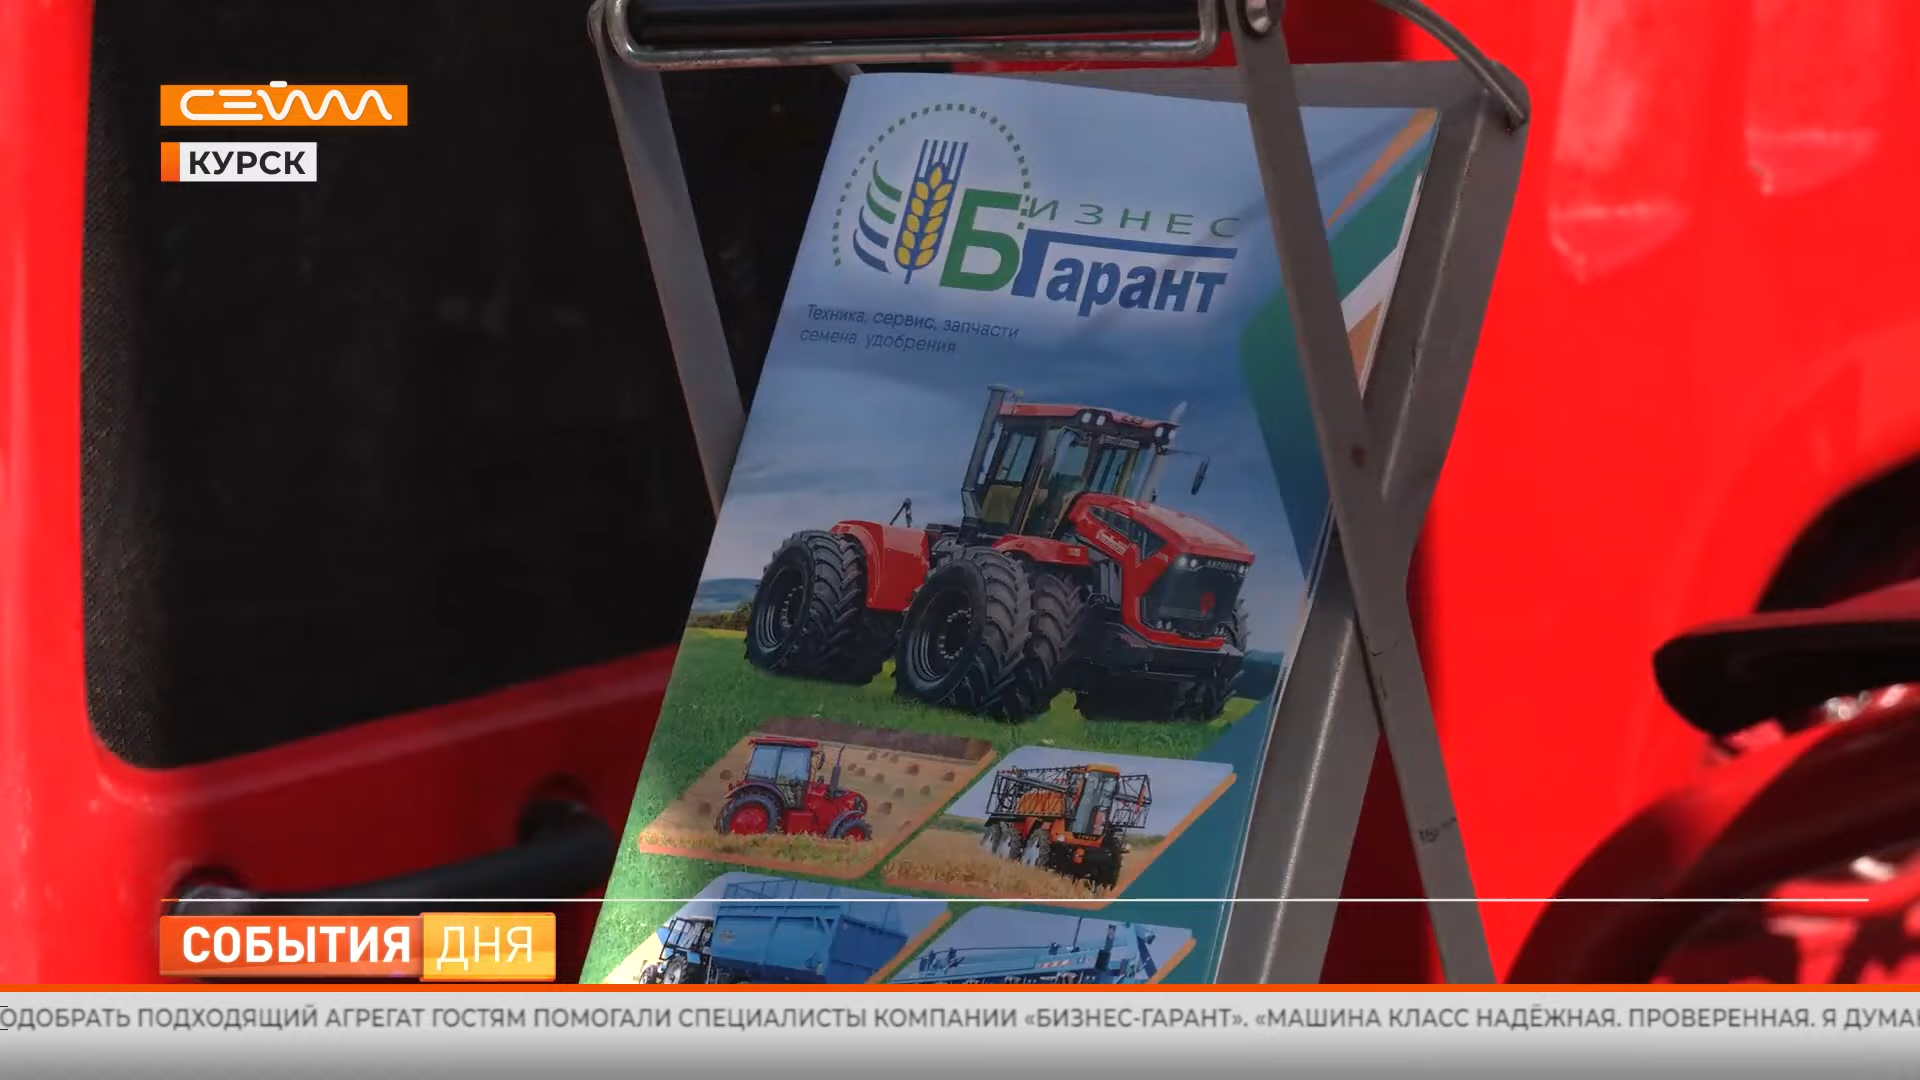 СЕЙМ
КУРСК
БИЗНЕС
Гарант
Техника, сервис, запчасти
семена, удобрения
СОБЫТИЯ ДНЯ
ОДОБРАТЬ ПОДХОДЯЩИЙ АГРЕГАТ ГОСТЯМ ПОМОГАЛИ СПЕЦИАЛИСТЫ КОМПАНИИ «БИЗНЕС-ГАРАНТ». «МАШИНА КЛАСС НАДЁЖНАЯ. ПРОВЕРЕННАЯ. Я ДУМА